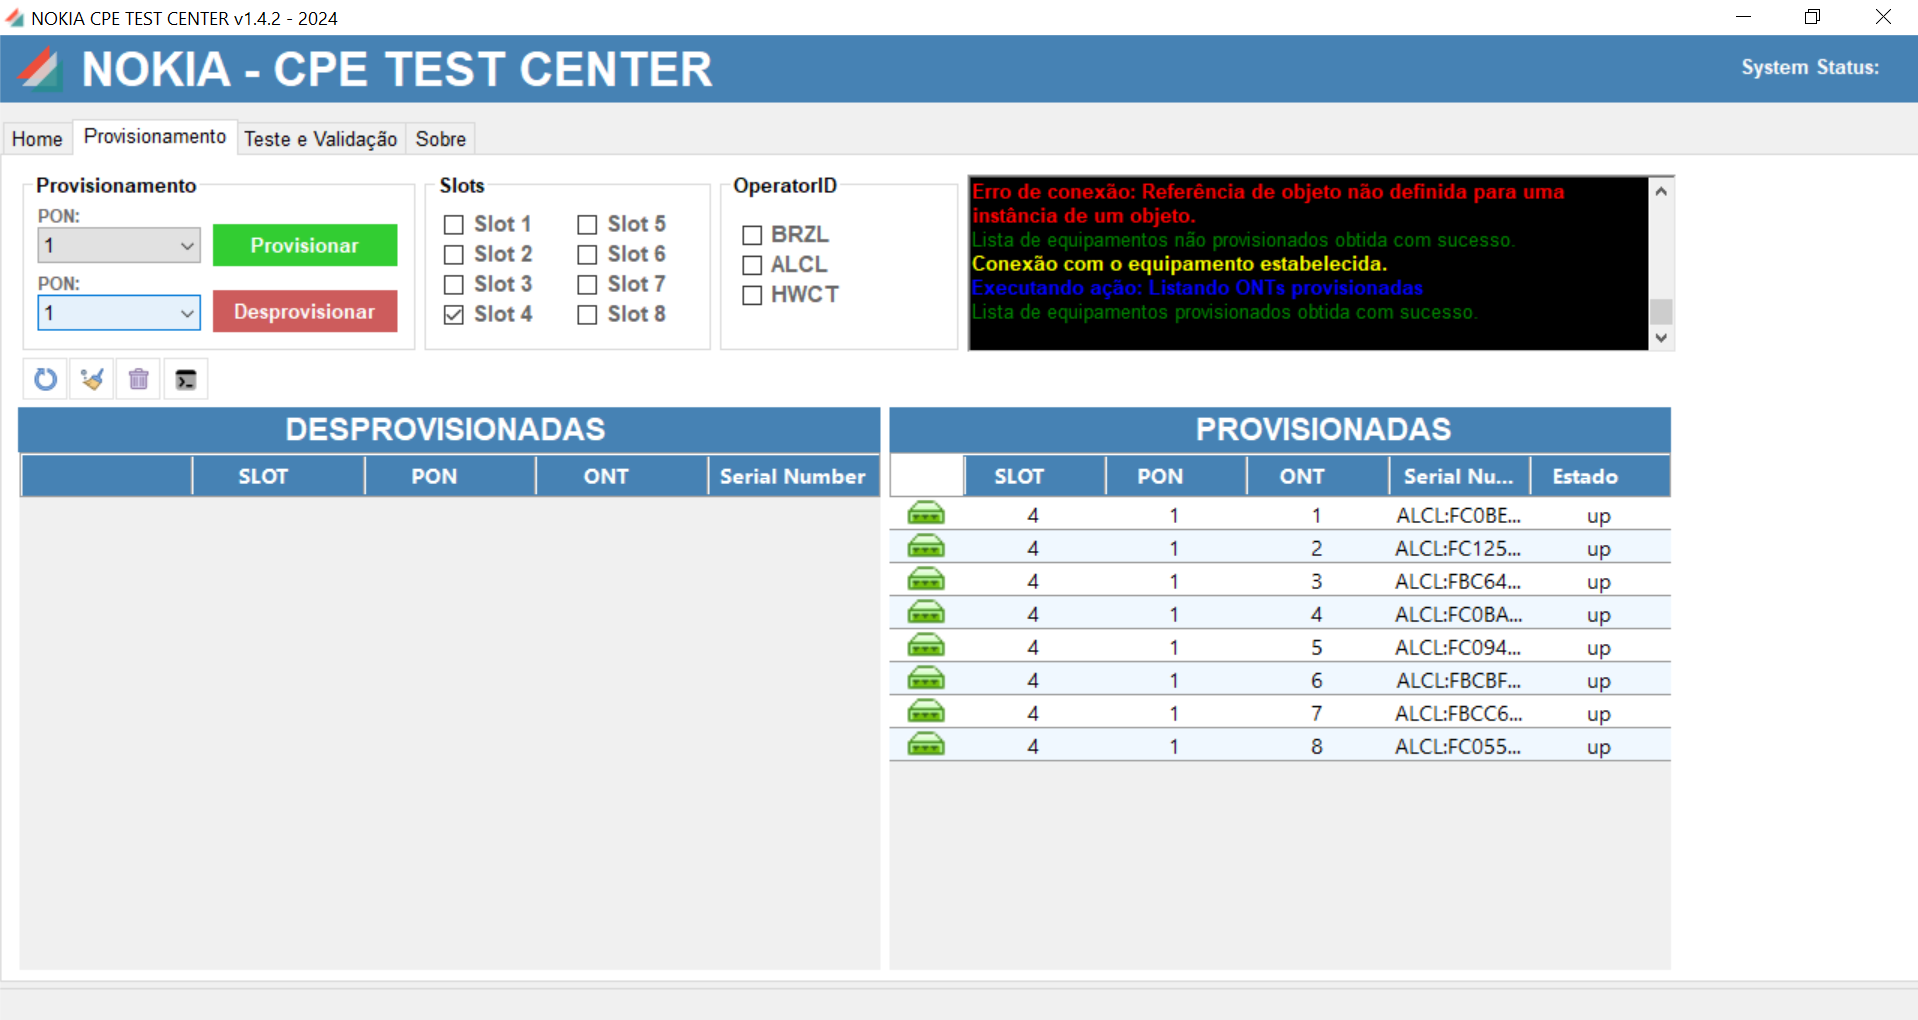 NOKIA CPE TEST CENTER v1.4.2 - 2024
NOKIA - CPE TEST CENTER
System Status:
Home
Provisionamento
Teste e Validação
Sobre
Provisionamento
PON:
1
Provisionar
PON:
1
Desprovisionar
Slots
Slot 1
Slot 2
Slot 3
Slot 4
Slot 5
Slot 6
Slot 7
Slot 8
OperatorID
BRZL
ALCL
HWCT
Erro de conexão: Referência de objeto não definida para uma
instância de um objeto.
Lista de equipamentos não provisionados obtida com sucesso.
Conexão com o equipamento estabelecida.
Executando ação: Listando ONTs provisionadas
Lista de equipamentos provisionados obtida com sucesso.
DESPROVISIONADAS
SLOT PON ONT Serial Number
PROVISIONADAS
SLOT PON ONT Serial Nu... Estado
4 1 1 ALCL:FC0BE... up
4 1 2 ALCL:FC125... up
4 1 3 ALCL:FBC64... up
4 1 4 ALCL:FC0BA... up
4 1 5 ALCL:FC094... up
4 1 6 ALCL:FBCBF... up
4 1 7 ALCL:FBCC6... up
4 1 8 ALCL:FC055... up